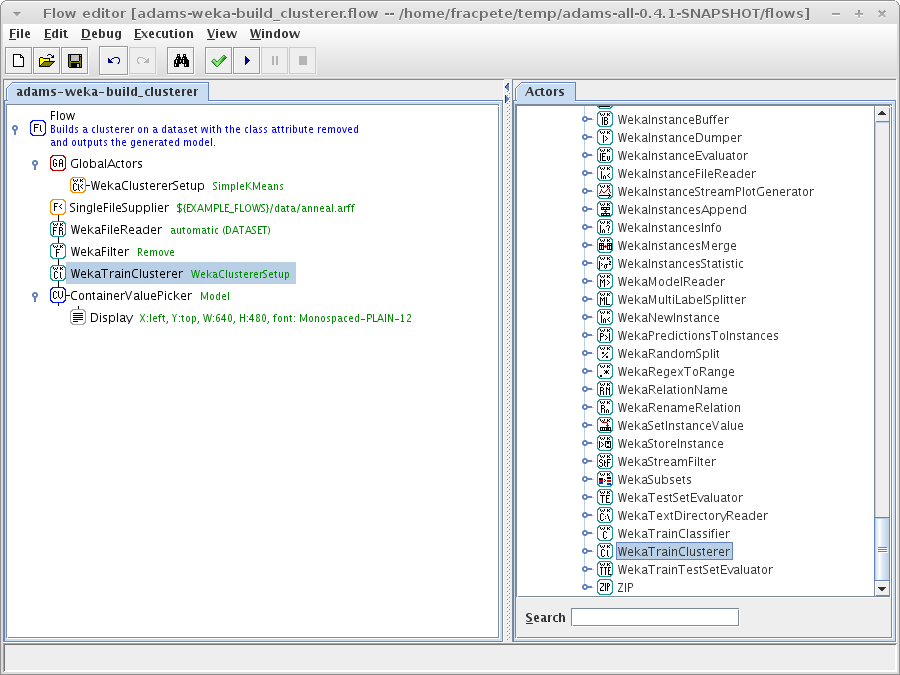 Flow editor [adams-weka-build_clusterer.flow -- /home/fracpete/temp/adams-all-0.4.1-SNAPSHOT/flows]
File Edit Debug Execution View Window
adams-weka-build_clusterer
Flow
Builds a clusterer on a dataset with the class attribute removed
and outputs the generated model.
GlobalActors
WekaClustererSetup SimpleKMeans
SingleFileSupplier ${EXAMPLE_FLOWS}/data/anneal.arff
WekaFileReader automatic (DATASET)
WekaFilter Remove
WekaTrainClusterer WekaClustererSetup
ContainerValuePicker Model
Display X:left, Y:top, W:640, H:480, font: Monospaced-PLAIN-12
Actors
WekaInstanceBuffer
WekaInstanceDumper
WekaInstanceEvaluator
WekaInstanceFileReader
WekaInstanceStreamPlotGenerator
WekaInstancesAppend
WekaInstancesInfo
WekaInstancesMerge
WekaInstancesStatistic
WekaModelReader
WekaMultiLabelSplitter
WekaNewInstance
WekaPredictionsToInstances
WekaRandomSplit
WekaRegexToRange
WekaRelationName
WekaRenameRelation
WekaSetInstanceValue
WekaStoreInstance
WekaStreamFilter
WekaSubsets
WekaTestSetEvaluator
WekaTextDirectoryReader
WekaTrainClassifier
WekaTrainClusterer
WekaTrainTestSetEvaluator
ZIP
Search